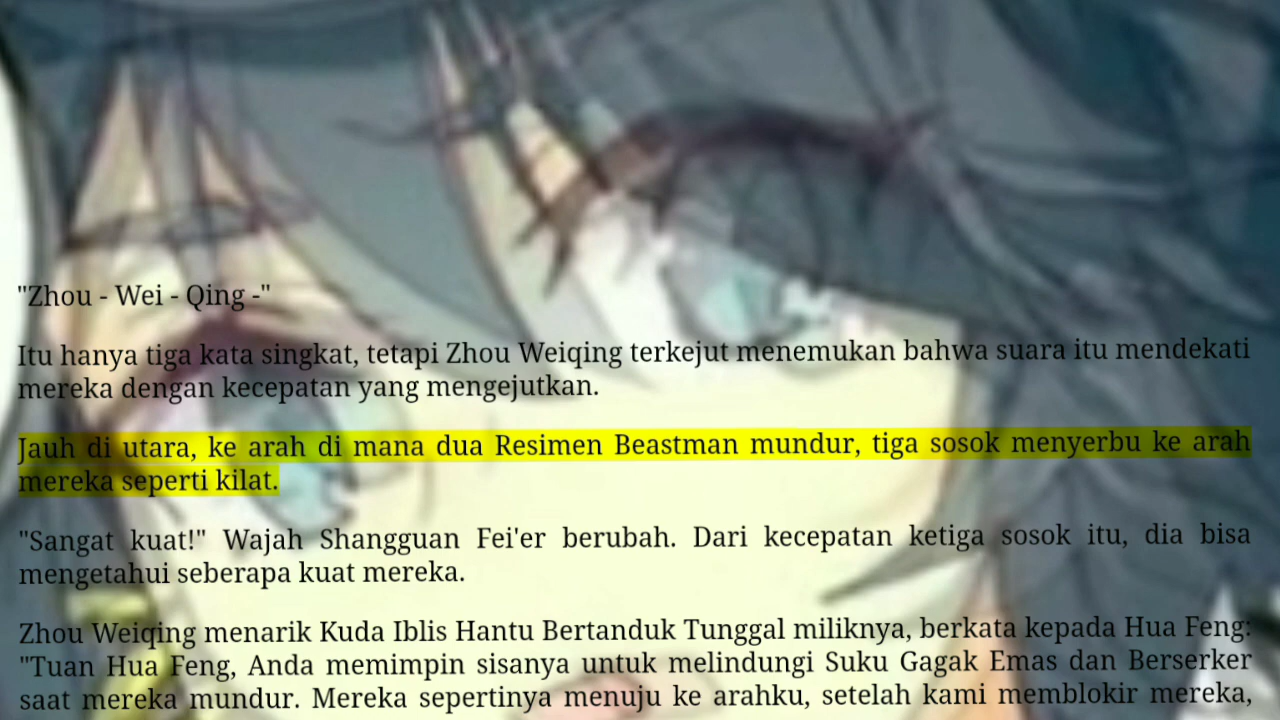 "Zhou - Wei - Qing -"
Itu hanya tiga kata singkat, tetapi Zhou Weiqing terkejut menemukan bahwa suara itu mendekati
mereka dengan kecepatan yang mengejutkan.
Jauh di utara, ke arah di mana dua Resimen Beastman mundur, tiga sosok menyerbu ke arah
mereka seperti kilat.
"Sangat kuat!" Wajah Shangguan Fei'er berubah. Dari kecepatan ketiga sosok itu, dia bisa
mengetahui seberapa kuat mereka.
Zhou Weiqing menarik Kuda Iblis Hantu Bertanduk Tunggal miliknya, berkata kepada Hua Feng:
"Tuan Hua Feng, Anda memimpin sisanya untuk melindungi Suku Gagak Emas dan Berserker
saat mereka mundur. Mereka sepertinya menuju ke arahku, setelah kami memblokir mereka,